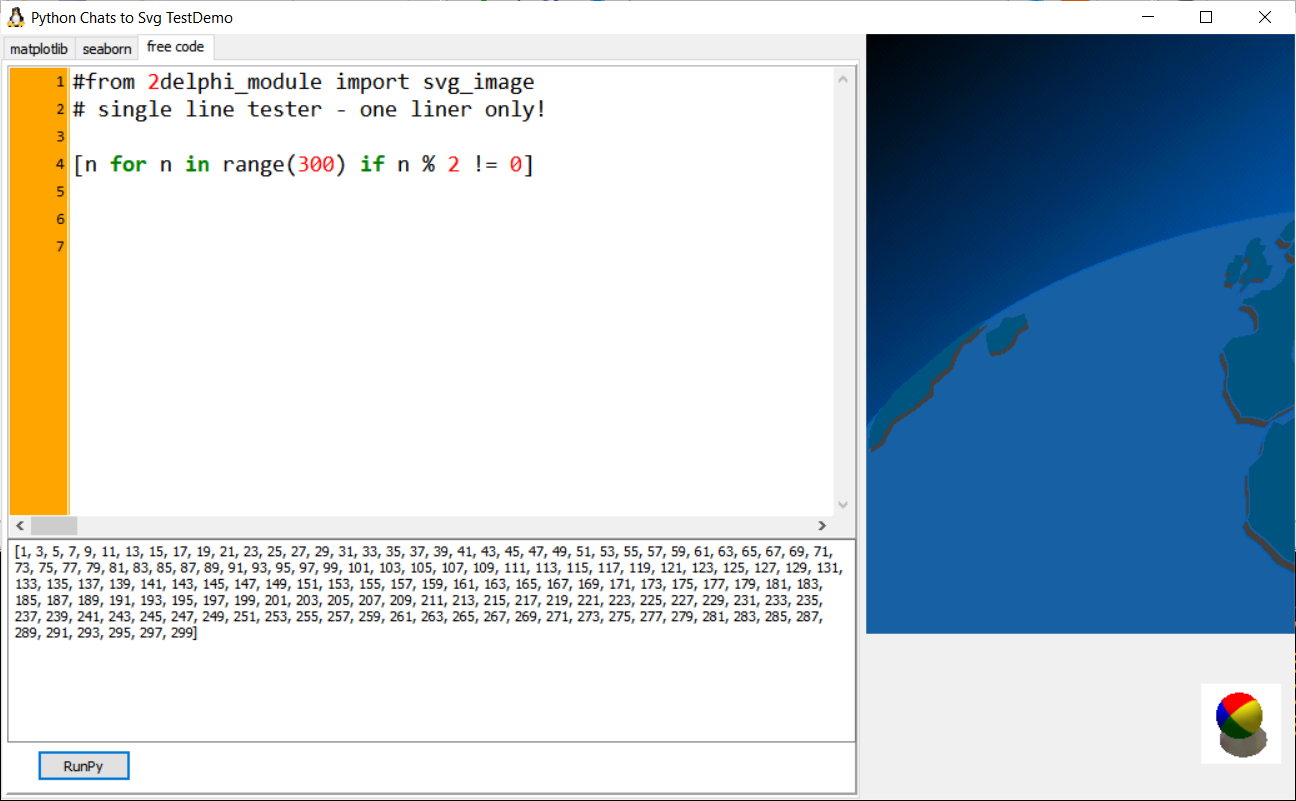 Python Chats to Svg TestDemo
matplotlib seaborn free code
1 #from 2delphi_module import svg_image
2 # single line tester - one liner only!
3
4 [n for n in range(300) if n % 2 != 0]
5
6
7
[1, 3, 5, 7, 9, 11, 13, 15, 17, 19, 21, 23, 25, 27, 29, 31, 33, 35, 37, 39, 41, 43, 45, 47, 49, 51, 53, 55, 57, 59, 61, 63, 65, 67, 69, 71,
73, 75, 77, 79, 81, 83, 85, 87, 89, 91, 93, 95, 97, 99, 101, 103, 105, 107, 109, 111, 113, 115, 117, 119, 121, 123, 125, 127, 129, 131,
133, 135, 137, 139, 141, 143, 145, 147, 149, 151, 153, 155, 157, 159, 161, 163, 165, 167, 169, 171, 173, 175, 177, 179, 181, 183,
185, 187, 189, 191, 193, 195, 197, 199, 201, 203, 205, 207, 209, 211, 213, 215, 217, 219, 221, 223, 225, 227, 229, 231, 233, 235,
237, 239, 241, 243, 245, 247, 249, 251, 253, 255, 257, 259, 261, 263, 265, 267, 269, 271, 273, 275, 277, 279, 281, 283, 285, 287,
289, 291, 293, 295, 297, 299]
RunPy